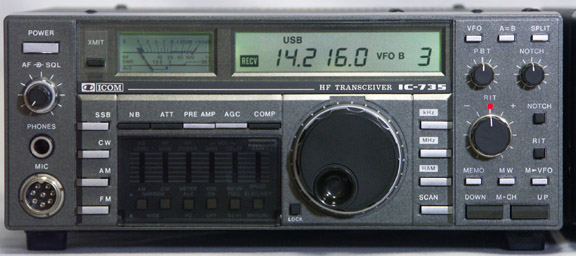 POWER
AF SQL
PHONES
MIC
XMIT
ICOM
SSB
CW
AM
FM
NB ATT PRE AMP AGC COMP
USB
RECV 14.216.0 VFO B 3
HF TRANSCEIVER IC-735
LOCK
kHz
MHz
HAM
SCAN
VFO A=B SPLIT
P.B.T NOTCH
RIT
- +
NOTCH
RIT
MEMO MW M►VFO
DOWN M-CH UP